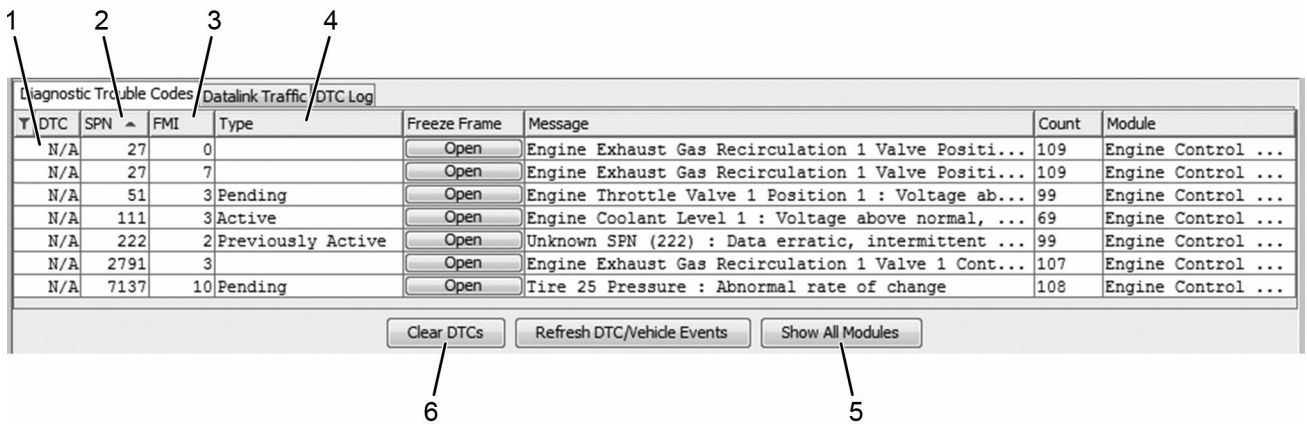 1 2 3 4
Diagnostic Trouble Codes Datalink Traffic DTC Log
DTC SPN FMI Type Freeze Frame Message Count Module
N/A 27 0 Open Engine Exhaust Gas Recirculation 1 Valve Positi... 109 Engine Control ...
N/A 27 7 Open Engine Exhaust Gas Recirculation 1 Valve Positi... 109 Engine Control ...
N/A 51 3 Pending Open Engine Throttle Valve 1 Position 1 : Voltage ab... 99 Engine Control ...
N/A 111 3 Active Open Engine Coolant Level 1 : Voltage above normal, ... 69 Engine Control ...
N/A 222 2 Previously Active Open Unknown SPN (222) : Data erratic, intermittent ... 99 Engine Control ...
N/A 2791 3 Open Engine Exhaust Gas Recirculation 1 Valve 1 Cont... 107 Engine Control ...
N/A 7137 10 Pending Open Tire 25 Pressure : Abnormal rate of change 108 Engine Control ...
Clear DTCs Refresh DTC/Vehicle Events Show All Modules
6 5